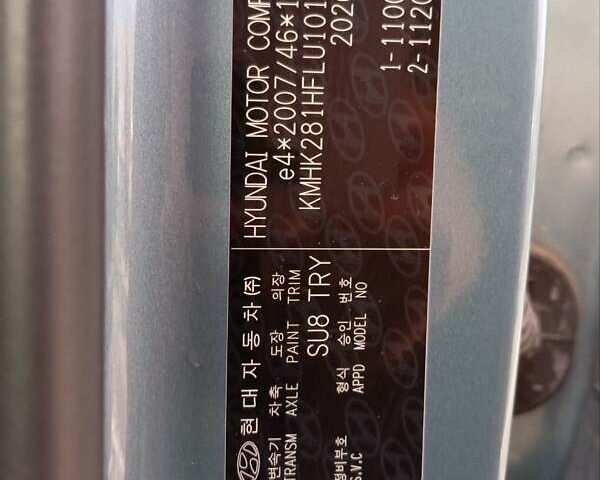 현대자동차(주) HYUNDAI MOTOR COMP
e4*2007/46*1
KMHK281HFLU101
2020
1-1100
2-1120
변속기 차축 도장 의장
TRANSM AXLE PAINT TRIM
SU8 TRY
형식 승인 번호
APPD MODEL NO
정비부호
S.V.C